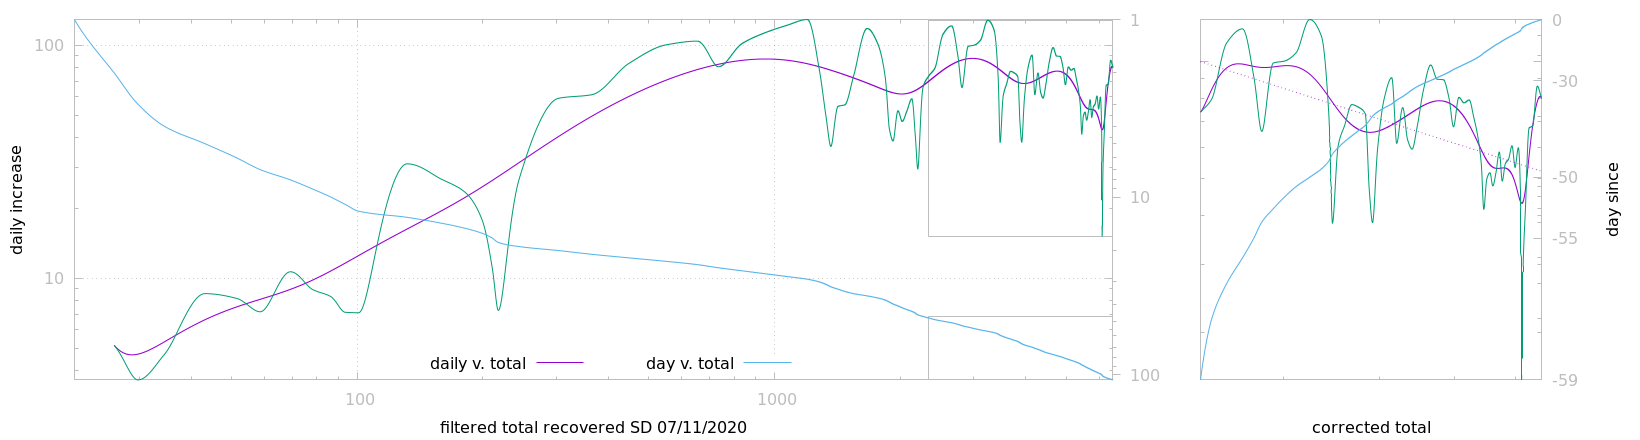 daily increase
100
10
daily v. total
day v. total
100
1000
filtered total recovered SD 07/11/2020
1
10
100
0
-30
-50
-55
-59
day since
corrected total